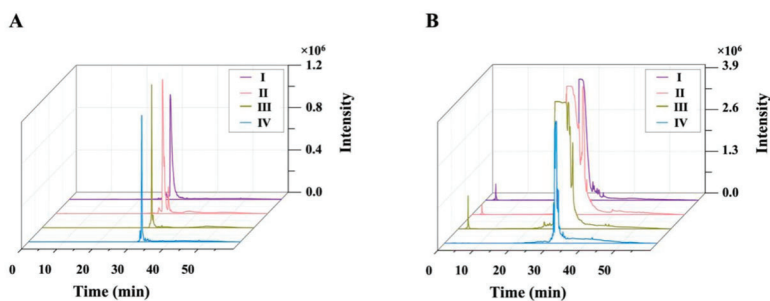 A
×10⁶
1.2
0.8
0.4
0.0
Intensity
I
II
III
IV
0 10 20 30 40 50
Time (min)
B
×10⁶
3.9
2.6
1.3
0.0
Intensity
I
II
III
IV
0 10 20 30 40 50
Time (min)